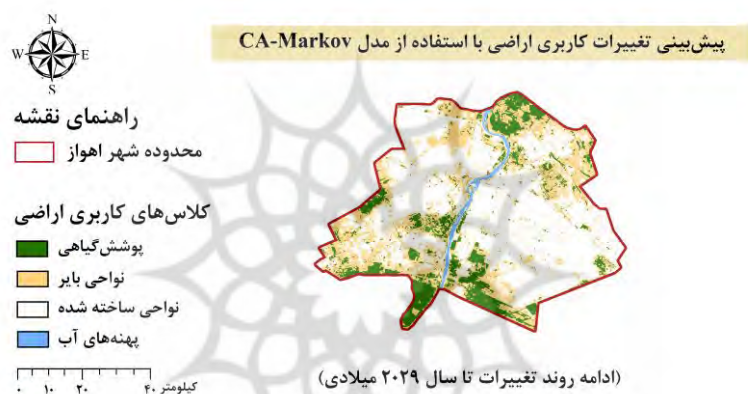 پیش‌بینی تغییرات کاربری اراضی با استفاده از مدل CA-Markov
N
W
E
S
راهنمای نقشه
محدوده شهر اهواز
کلاس‌های کاربری اراضی
پوشش‌گیاهی
نواحی بایر
نواحی ساخته شده
پهنه‌های آب
۰ ۱۰ ۲۰ ۴۰ کیلومتر
(ادامه روند تغییرات تا سال ۲۰۲۹ میلادی)